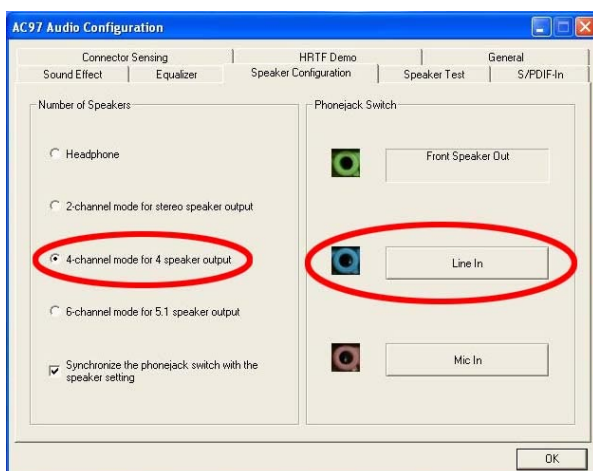 AC97 Audio Configuration
Connector Sensing
HRTF Demo
General
Sound Effect
Equalizer
Speaker Configuration
Speaker Test
S/PDIF-In
Number of Speakers
Headphone
2-channel mode for stereo speaker output
4-channel mode for 4 speaker output
6-channel mode for 5.1 speaker output
Synchronize the phonejack switch with the
speaker setting
Phonejack Switch
Front Speaker Out
Line In
Mic In
OK